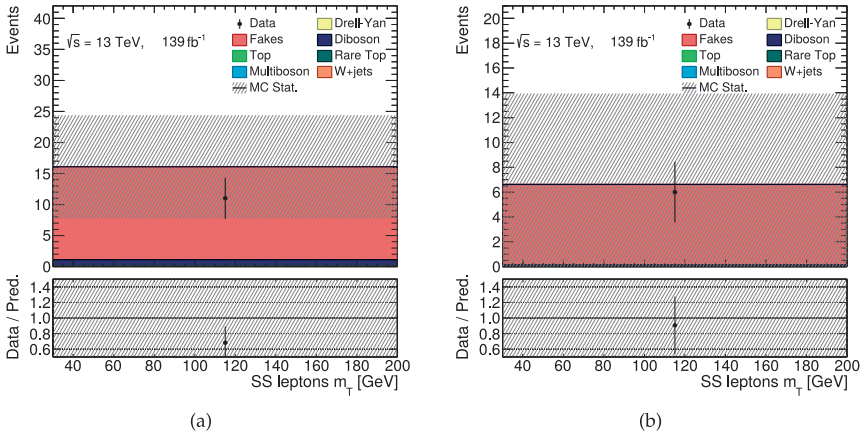 Events
40
35
30
25
20
15
10
5
0
√s = 13 TeV, 139 fb⁻¹
Data
Fakes
Top
Multiboson
MC Stat.
Drell-Yan
Diboson
Rare Top
W+jets
Data / Pred.
1.4
1.2
1.0
0.8
0.6
40 60 80 100 120 140 160 180 200
SS leptons m_T [GeV]
(a)
Events
20
18
16
14
12
10
8
6
4
2
0
√s = 13 TeV, 139 fb⁻¹
Data
Fakes
Top
Multiboson
MC Stat.
Drell-Yan
Diboson
Rare Top
W+jets
Data / Pred.
1.4
1.2
1.0
0.8
0.6
40 60 80 100 120 140 160 180 200
SS leptons m_T [GeV]
(b)